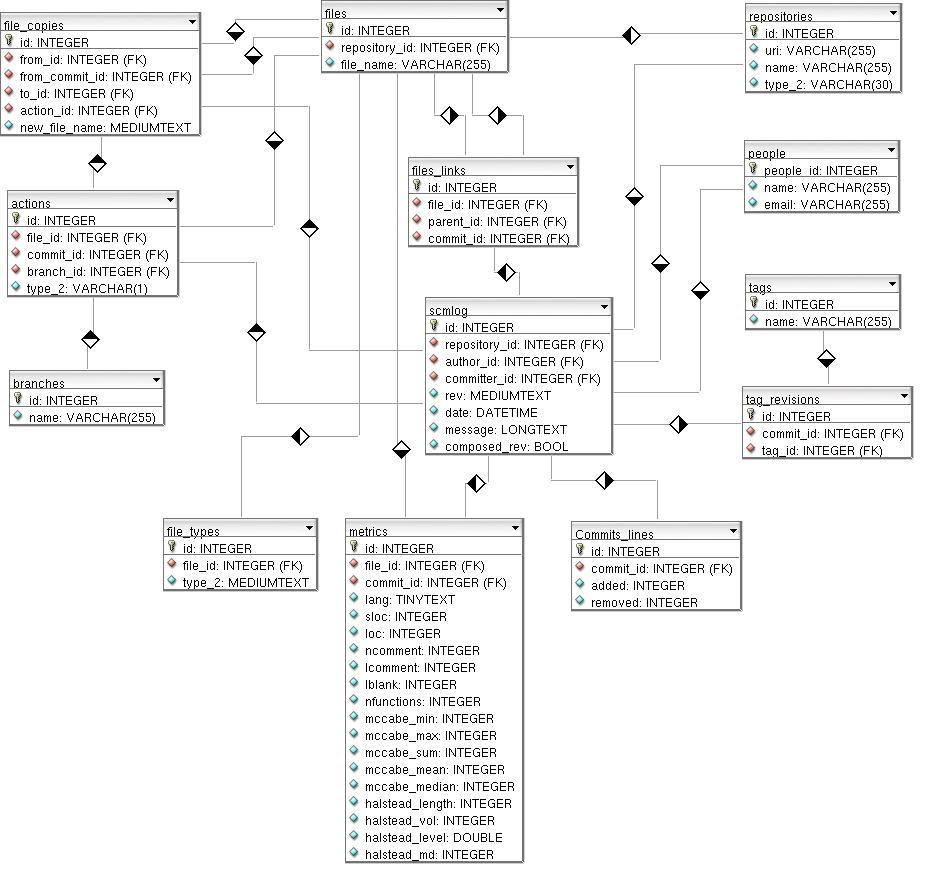 file_copies
id: INTEGER
from_id: INTEGER (FK)
from_commit_id: INTEGER (FK)
to_id: INTEGER (FK)
action_id: INTEGER (FK)
new_file_name: MEDIUMTEXT
files
id: INTEGER
repository_id: INTEGER (FK)
file_name: VARCHAR(255)
repositories
id: INTEGER
uri: VARCHAR(255)
name: VARCHAR(255)
type_2: VARCHAR(30)
people
people_id: INTEGER
name: VARCHAR(255)
email: VARCHAR(255)
files_links
id: INTEGER
file_id: INTEGER (FK)
parent_id: INTEGER (FK)
commit_id: INTEGER (FK)
actions
id: INTEGER
file_id: INTEGER (FK)
commit_id: INTEGER (FK)
branch_id: INTEGER (FK)
type_2: VARCHAR(1)
tags
id: INTEGER
name: VARCHAR(255)
scmlog
id: INTEGER
repository_id: INTEGER (FK)
author_id: INTEGER (FK)
committer_id: INTEGER (FK)
rev: MEDIUMTEXT
date: DATETIME
message: LONGTEXT
composed_rev: BOOL
branches
id: INTEGER
name: VARCHAR(255)
tag_revisions
id: INTEGER
commit_id: INTEGER (FK)
tag_id: INTEGER (FK)
file_types
id: INTEGER
file_id: INTEGER (FK)
type_2: MEDIUMTEXT
metrics
id: INTEGER
file_id: INTEGER (FK)
commit_id: INTEGER (FK)
lang: TINYTEXT
sloc: INTEGER
loc: INTEGER
ncomment: INTEGER
lcomment: INTEGER
lblank: INTEGER
nfunctions: INTEGER
mccabe_min: INTEGER
mccabe_max: INTEGER
mccabe_sum: INTEGER
mccabe_mean: INTEGER
mccabe_median: INTEGER
halstead_length: INTEGER
halstead_vol: INTEGER
halstead_level: DOUBLE
halstead_md: INTEGER
Commits_lines
id: INTEGER
commit_id: INTEGER (FK)
added: INTEGER
removed: INTEGER